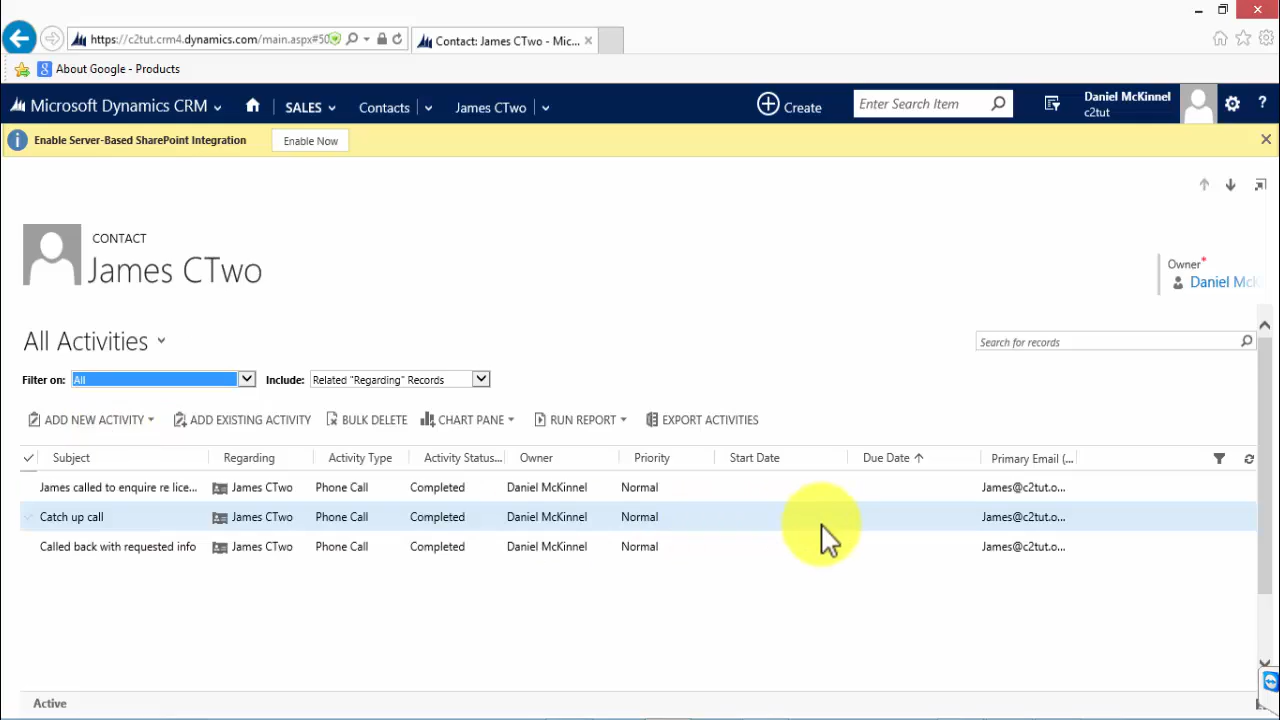 https://c2tut.crm4.dynamics.com/main.aspx#50
Contact: James CTwo - Mic...
About Google - Products
Microsoft Dynamics CRM
SALES
Contacts
James CTwo
Create
Enter Search Item
Daniel McKinnel
c2tut
?
Enable Server-Based SharePoint Integration
Enable Now
CONTACT
James CTwo
Owner*
Daniel McK
All Activities
Search for records
Filter on: All Include: Related "Regarding" Records
ADD NEW ACTIVITY ADD EXISTING ACTIVITY BULK DELETE CHART PANE RUN REPORT EXPORT ACTIVITIES
Subject Regarding Activity Type Activity Status... Owner Priority Start Date Due Date Primary Email (...
James called to enquire re lice... James CTwo Phone Call Completed Daniel McKinnel Normal James@c2tut.o...
Catch up call James CTwo Phone Call Completed Daniel McKinnel Normal James@c2tut.o...
Called back with requested info James CTwo Phone Call Completed Daniel McKinnel Normal James@c2tut.o...
Active